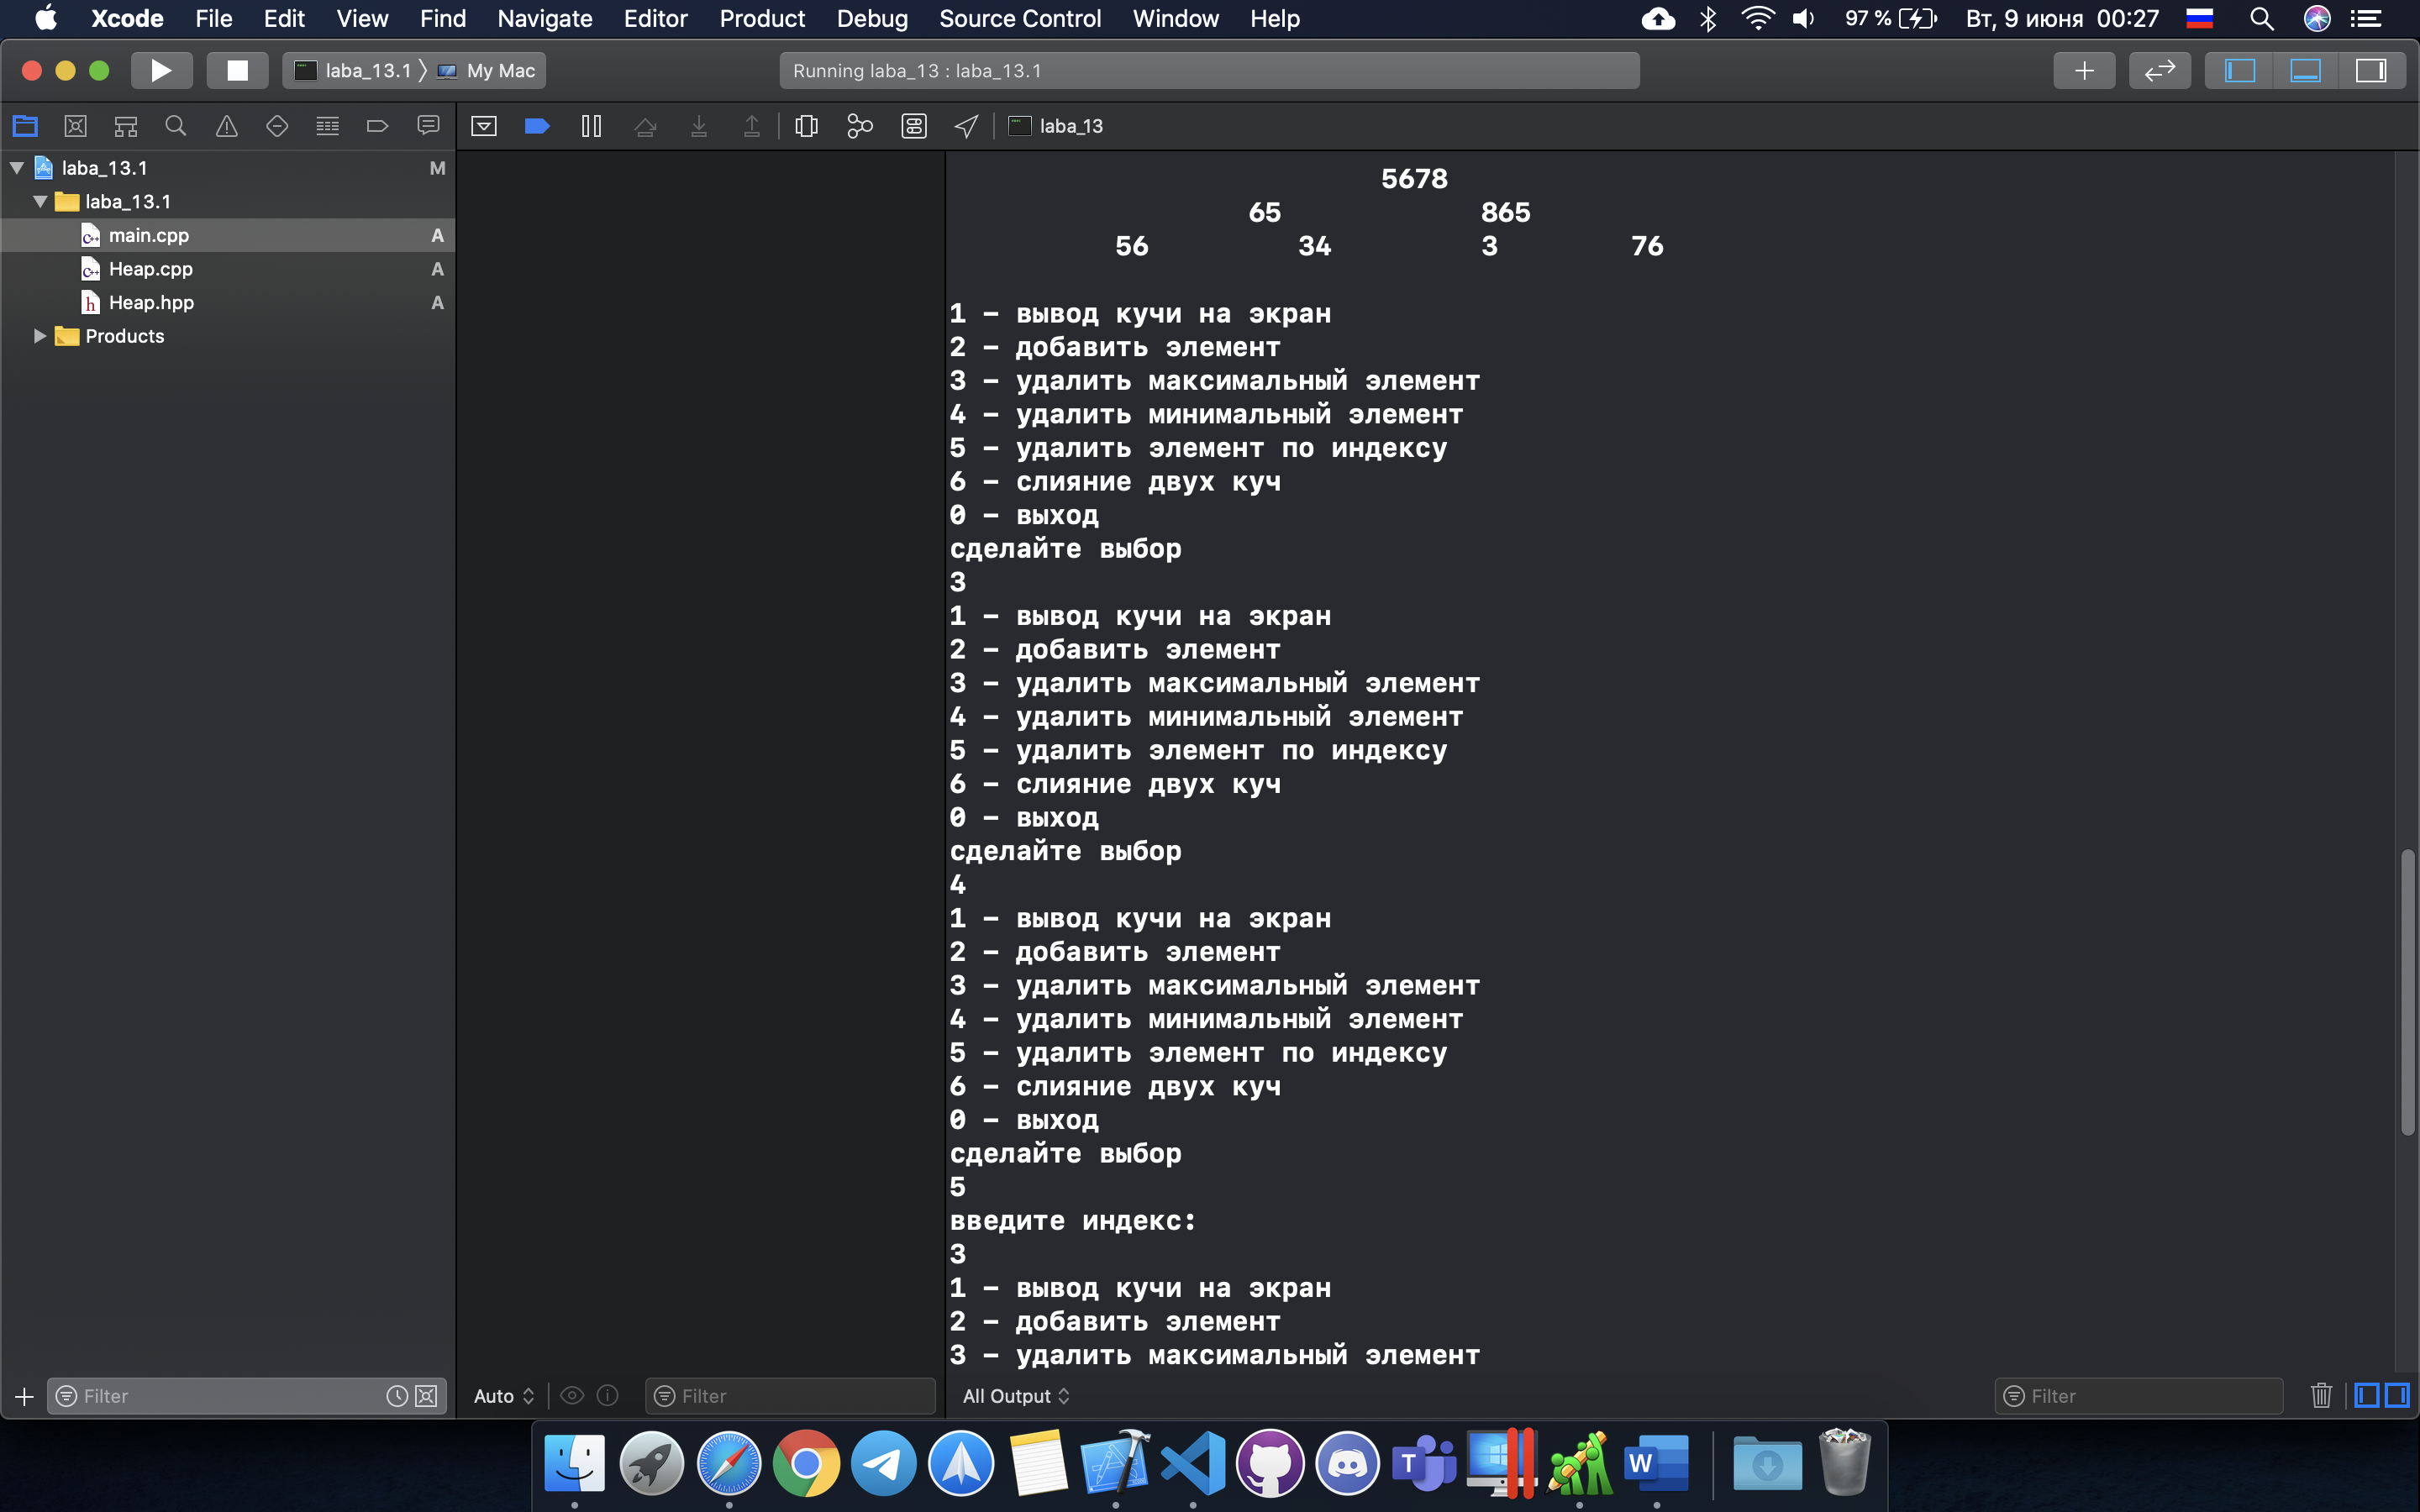 Xcode File Edit View Find Navigate Editor Product Debug Source Control Window Help 97 % Вт, 9 июня 00:27
laba_13.1 My Mac Running laba_13 : laba_13.1
laba_13
laba_13.1 M
laba_13.1
main.cpp A
Heap.cpp A
Heap.hpp A
Products
5678
65 865
56 34 3 76
1 – вывод кучи на экран
2 – добавить элемент
3 – удалить максимальный элемент
4 – удалить минимальный элемент
5 – удалить элемент по индексу
6 – слияние двух куч
0 – выход
сделайте выбор
3
1 – вывод кучи на экран
2 – добавить элемент
3 – удалить максимальный элемент
4 – удалить минимальный элемент
5 – удалить элемент по индексу
6 – слияние двух куч
0 – выход
сделайте выбор
4
1 – вывод кучи на экран
2 – добавить элемент
3 – удалить максимальный элемент
4 – удалить минимальный элемент
5 – удалить элемент по индексу
6 – слияние двух куч
0 – выход
сделайте выбор
5
введите индекс:
3
1 – вывод кучи на экран
2 – добавить элемент
3 – удалить максимальный элемент
Filter Auto Filter All Output Filter